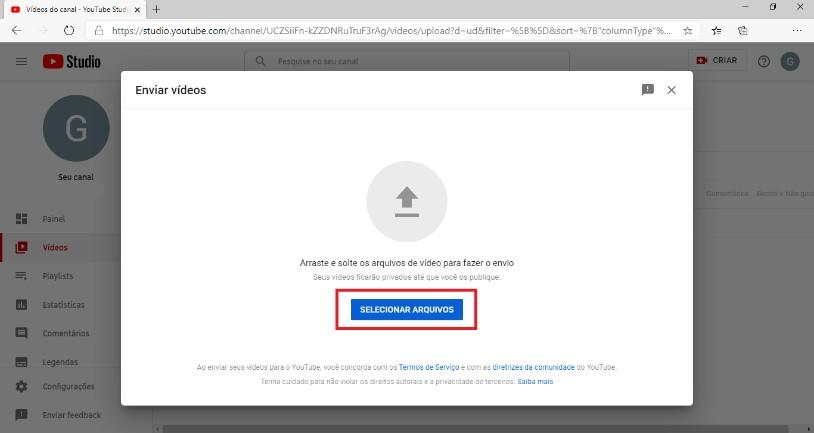 Vídeos do canal - YouTube Studi
https://studio.youtube.com/channel/UCZSiiFn-kZZDNRuTruF3rAg/videos/upload?d=ud&filter=%5B%5D&sort=%7B"columnType"%...
Studio
Pesquise no seu canal
CRIAR
G
Enviar vídeos
G
Seu canal
Painel
Vídeos
Playlists
Estatísticas
Comentários
Legendas
Configurações
Enviar feedback
Arraste e solte os arquivos de vídeo para fazer o envio
Seus vídeos ficarão privados até que você os publique.
SELECIONAR ARQUIVOS
Ao enviar seus vídeos para o YouTube, você concorda com os Termos de Serviço e com as diretrizes da comunidade do YouTube.
Tenha cuidado para não violar os direitos autorais e a privacidade de terceiros. Saiba mais
Comentários